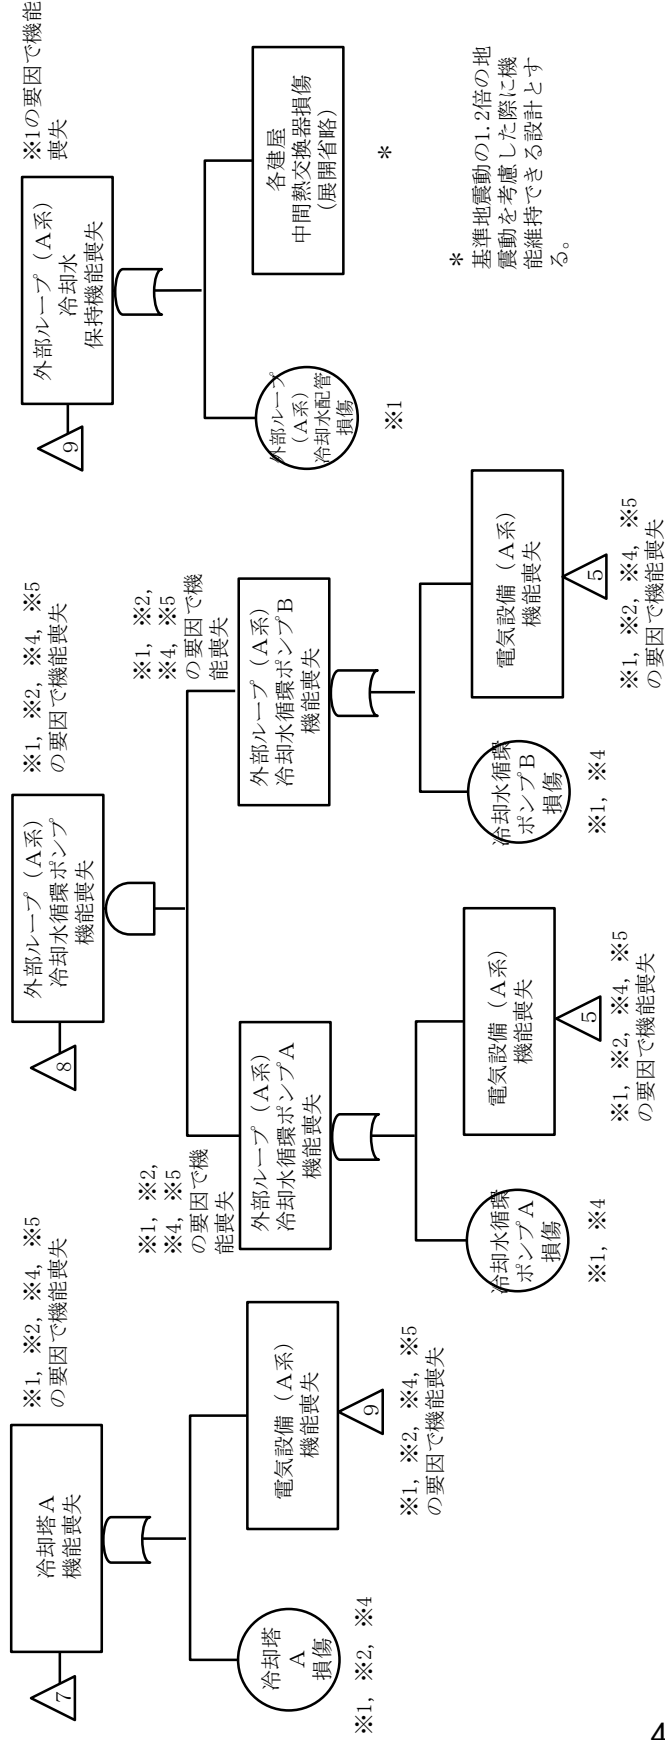 7
冷却塔A
機能喪失
※1, ※2, ※4, ※5
の要因で機能喪失
冷却塔
A
損傷
※1, ※2, ※4
電気設備（A系）
機能喪失
9
※1, ※2, ※4, ※5
の要因で機能喪失
8
外部ループ（A系）
冷却水循環ポンプ
機能喪失
※1, ※2, ※4, ※5
の要因で機能喪失
※1, ※2,
※4, ※5
の要因で機
能喪失
外部ループ（A系）
冷却水循環ポンプA
機能喪失
冷却水循環
ポンプA
損傷
※1, ※4
電気設備（A系）
機能喪失
5
※1, ※2, ※4, ※5
の要因で機能喪失
※1, ※2,
※4, ※5
の要因で機
能喪失
外部ループ（A系）
冷却水循環ポンプB
機能喪失
冷却水循環
ポンプB
損傷
※1, ※4
電気設備（A系）
機能喪失
5
※1, ※2, ※4, ※5
の要因で機能喪失
9
外部ループ（A系）
冷却水
保持機能喪失
※1の要因で機能
喪失
外部ループ
（A系）
冷却水配管
損傷
※1
各建屋
中間熱交換器損傷
(展開省略)
*
*
基準地震動の1.2倍の地
震動を考慮した際に機
能維持できる設計とす
る。
4